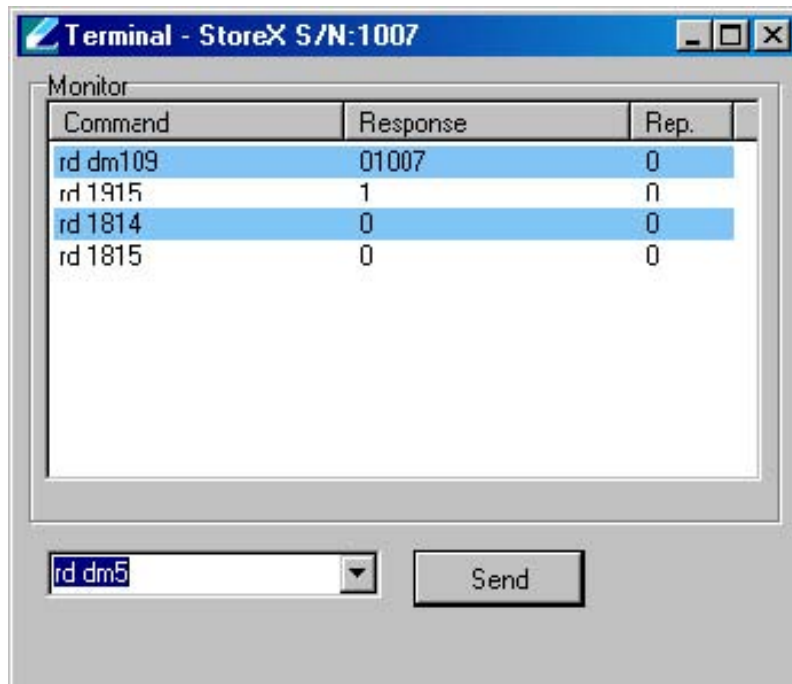 Terminal - StoreX S/N:1007
Monitor
Command Response Rep.
rd dm109 01007 0
rd 1915 1 0
rd 1814 0 0
rd 1815 0 0
rd dm5 Send